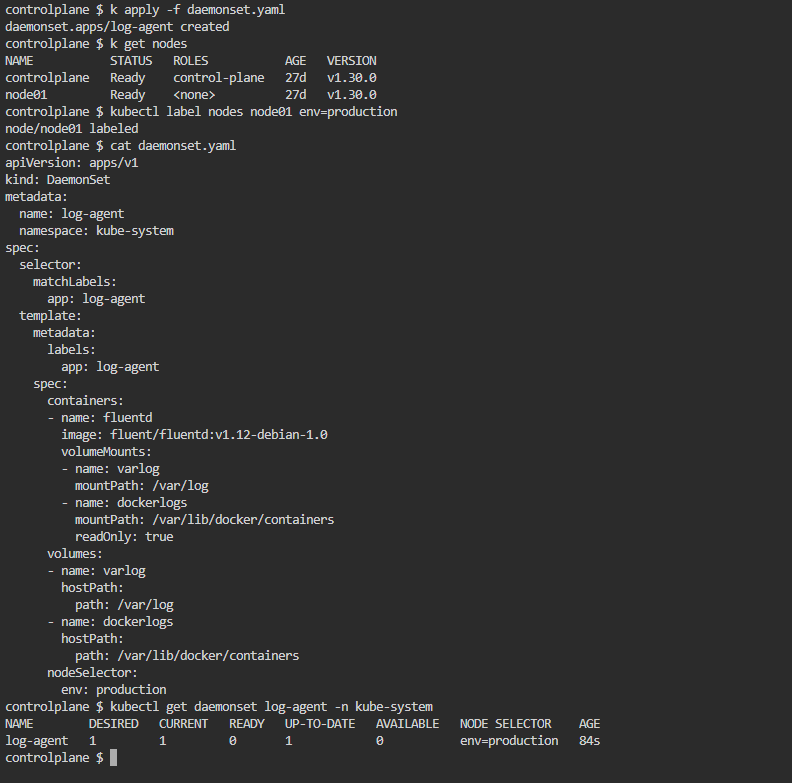 controlplane $ k apply -f daemonset.yaml
daemonset.apps/log-agent created
controlplane $ k get nodes
NAME           STATUS   ROLES           AGE   VERSION
controlplane   Ready    control-plane   27d   v1.30.0
node01         Ready    <none>          27d   v1.30.0
controlplane $ kubectl label nodes node01 env=production
node/node01 labeled
controlplane $ cat daemonset.yaml
apiVersion: apps/v1
kind: DaemonSet
metadata:
  name: log-agent
  namespace: kube-system
spec:
  selector:
    matchLabels:
      app: log-agent
  template:
    metadata:
      labels:
        app: log-agent
    spec:
      containers:
      - name: fluentd
        image: fluent/fluentd:v1.12-debian-1.0
        volumeMounts:
        - name: varlog
          mountPath: /var/log
        - name: dockerlogs
          mountPath: /var/lib/docker/containers
          readOnly: true
      volumes:
      - name: varlog
        hostPath:
          path: /var/log
      - name: dockerlogs
        hostPath:
          path: /var/lib/docker/containers
      nodeSelector:
        env: production
controlplane $ kubectl get daemonset log-agent -n kube-system
NAME        DESIRED   CURRENT   READY   UP-TO-DATE   AVAILABLE   NODE SELECTOR    AGE
log-agent   1         1         0       1            0           env=production   84s
controlplane $